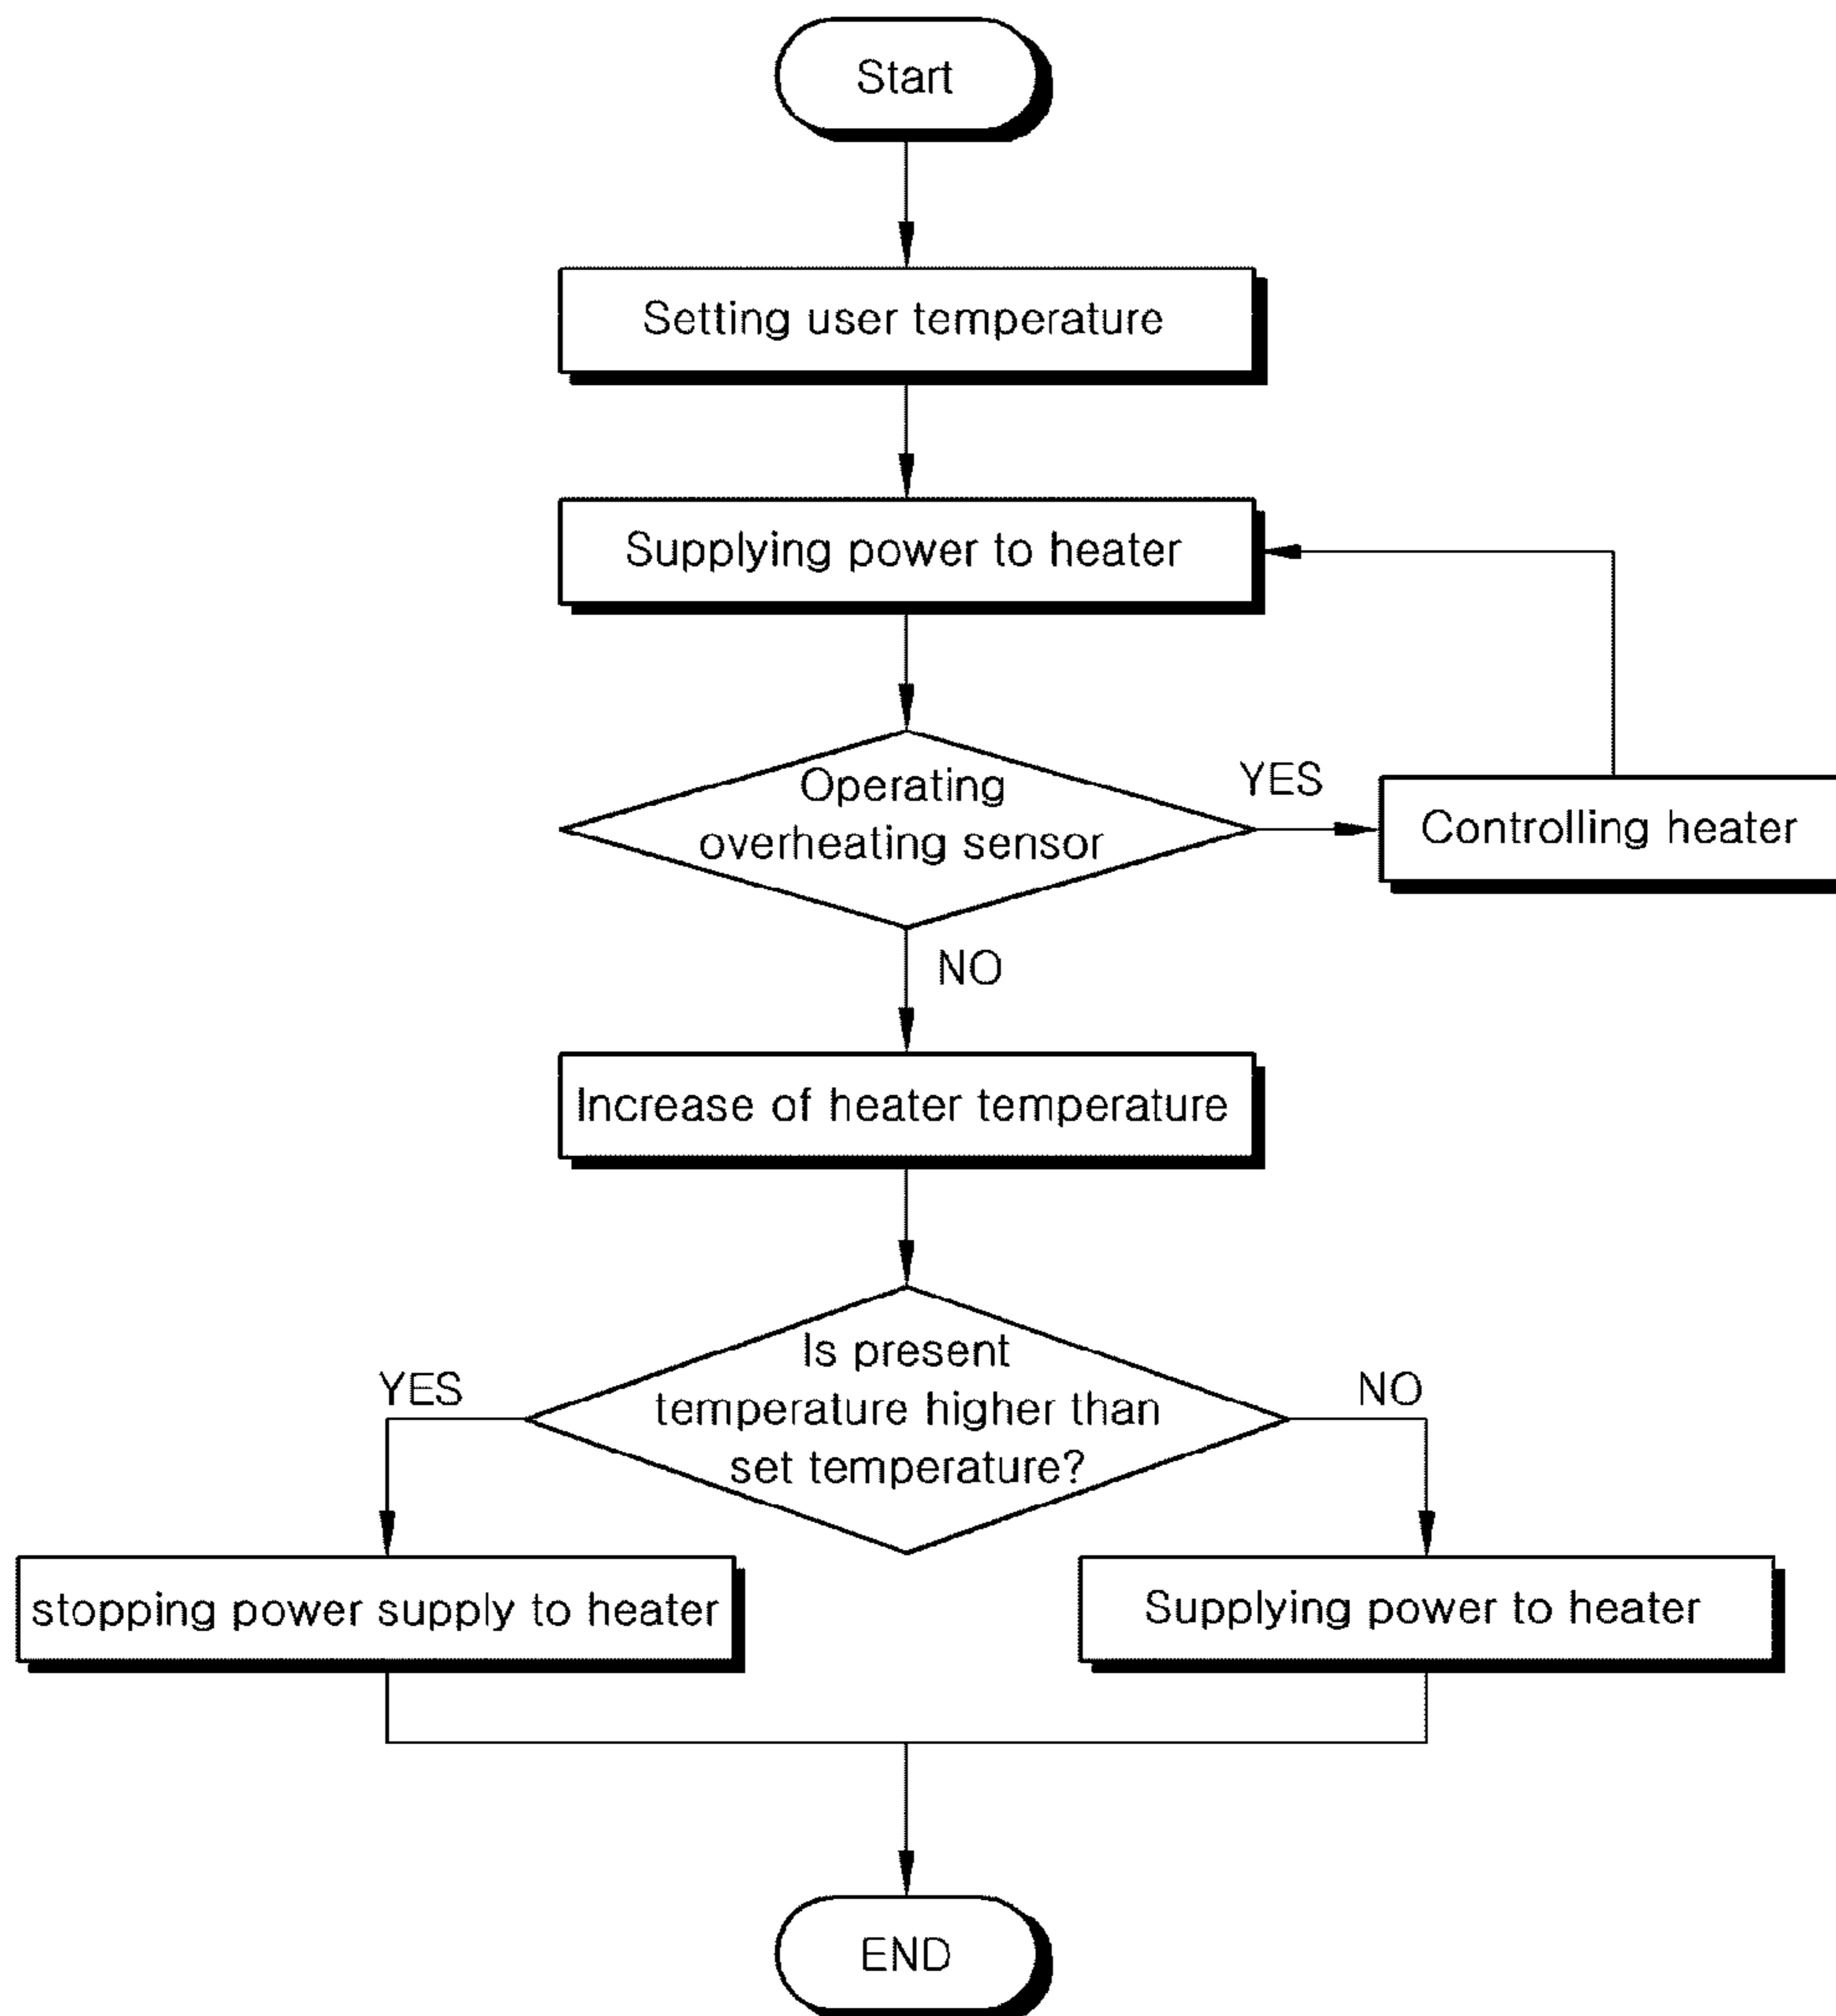 Start
Setting user temperature
Supplying power to heater
Operating
overheating sensor
YES
Controlling heater
NO
Increase of heater temperature
Is present
temperature higher than
set temperature?
YES
NO
stopping power supply to heater
Supplying power to heater
END